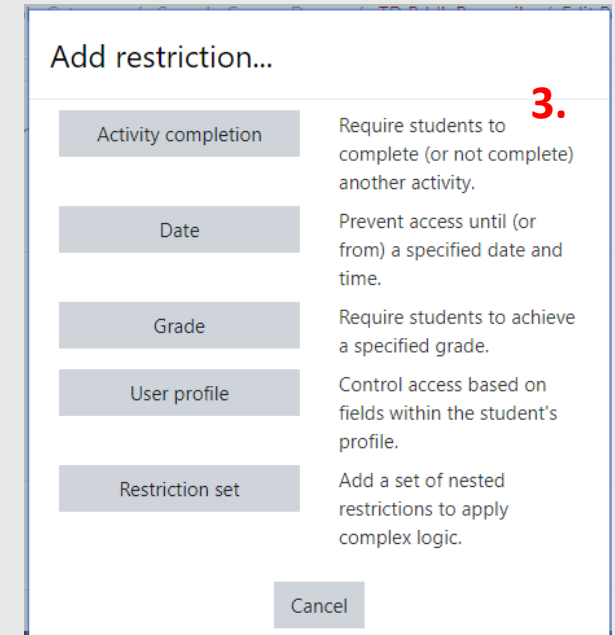 Add restriction...
3.
Activity completion
Require students to
complete (or not complete)
another activity.
Date
Prevent access until (or
from) a specified date and
time.
Grade
Require students to achieve
a specified grade.
User profile
Control access based on
fields within the student's
profile.
Restriction set
Add a set of nested
restrictions to apply
complex logic.
Cancel